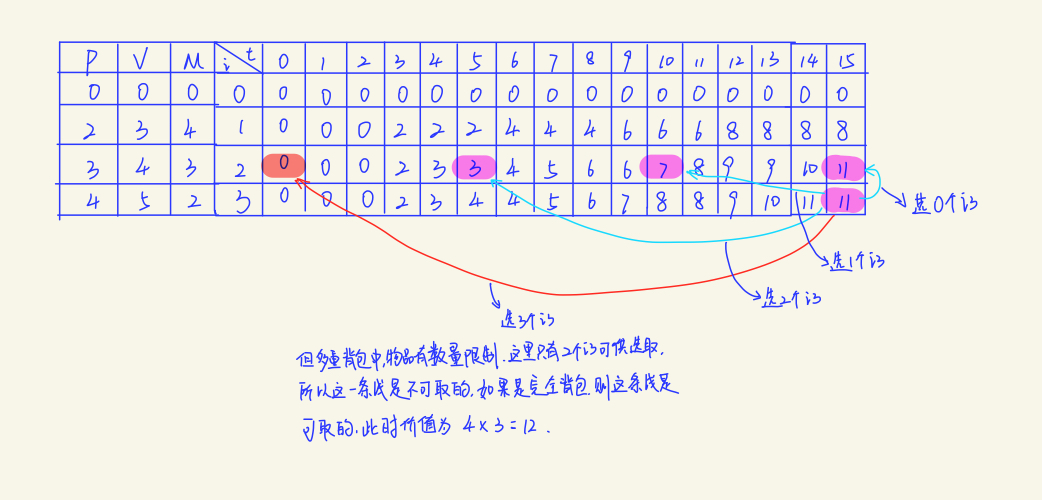 P V M i t 0 1 2 3 4 5 6 7 8 9 10 11 12 13 14 15
0 0 0 0 0 0 0 0 0 0 0 0 0 0 0 0 0 0 0 0
2 3 4 1 0 0 0 2 2 2 4 4 4 6 6 6 8 8 8 8
3 4 3 2 0 0 0 2 3 3 4 5 6 6 7 8 9 9 10 11
4 5 2 3 0 0 0 2 3 4 4 5 6 7 8 8 9 10 11 11
选0个i3
选1个i3
选2个i3
选3个i3
但多重背包中,物品有数量限制.这里只有2个i3可供选取,
所以这一条线是不可取的.如果是完全背包,则这条线是
可取的.此时价值为 4×3=12.